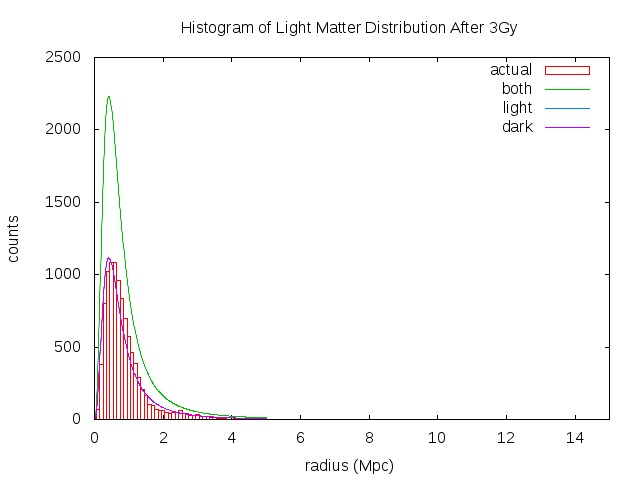 Histogram of Light Matter Distribution After 3Gy
2500
2000
1500
1000
500
0
counts
actual
both
light
dark
0 2 4 6 8 10 12 14
radius (Mpc)